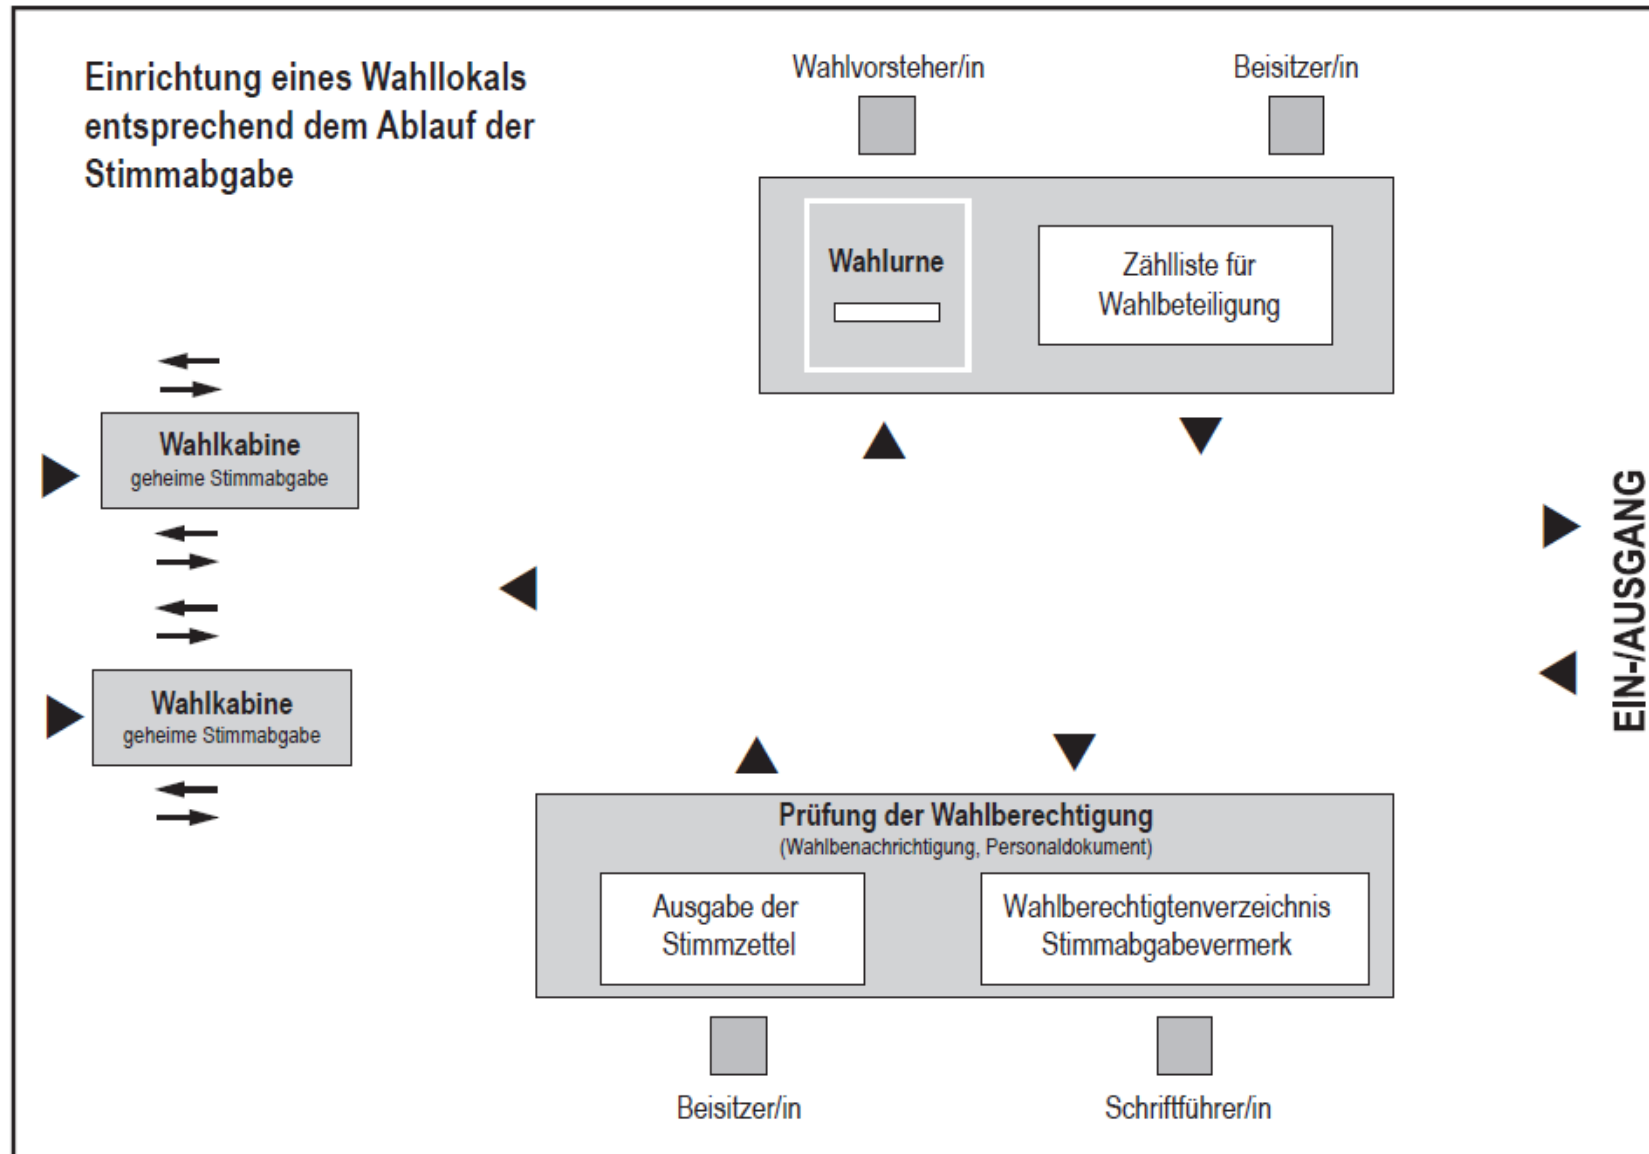 Einrichtung eines Wahllokals
entsprechend dem Ablauf der
Stimmabgabe
Wahlvorsteher/in
Beisitzer/in
Wahlurne
Zählliste für
Wahlbeteiligung
Wahlkabine
geheime Stimmabgabe
Wahlkabine
geheime Stimmabgabe
EIN-/AUSGANG
Prüfung der Wahlberechtigung
(Wahlbenachrichtigung, Personaldokument)
Ausgabe der
Stimmzettel
Wahlberechtigtenverzeichnis
Stimmabgabevermerk
Beisitzer/in
Schriftführer/in